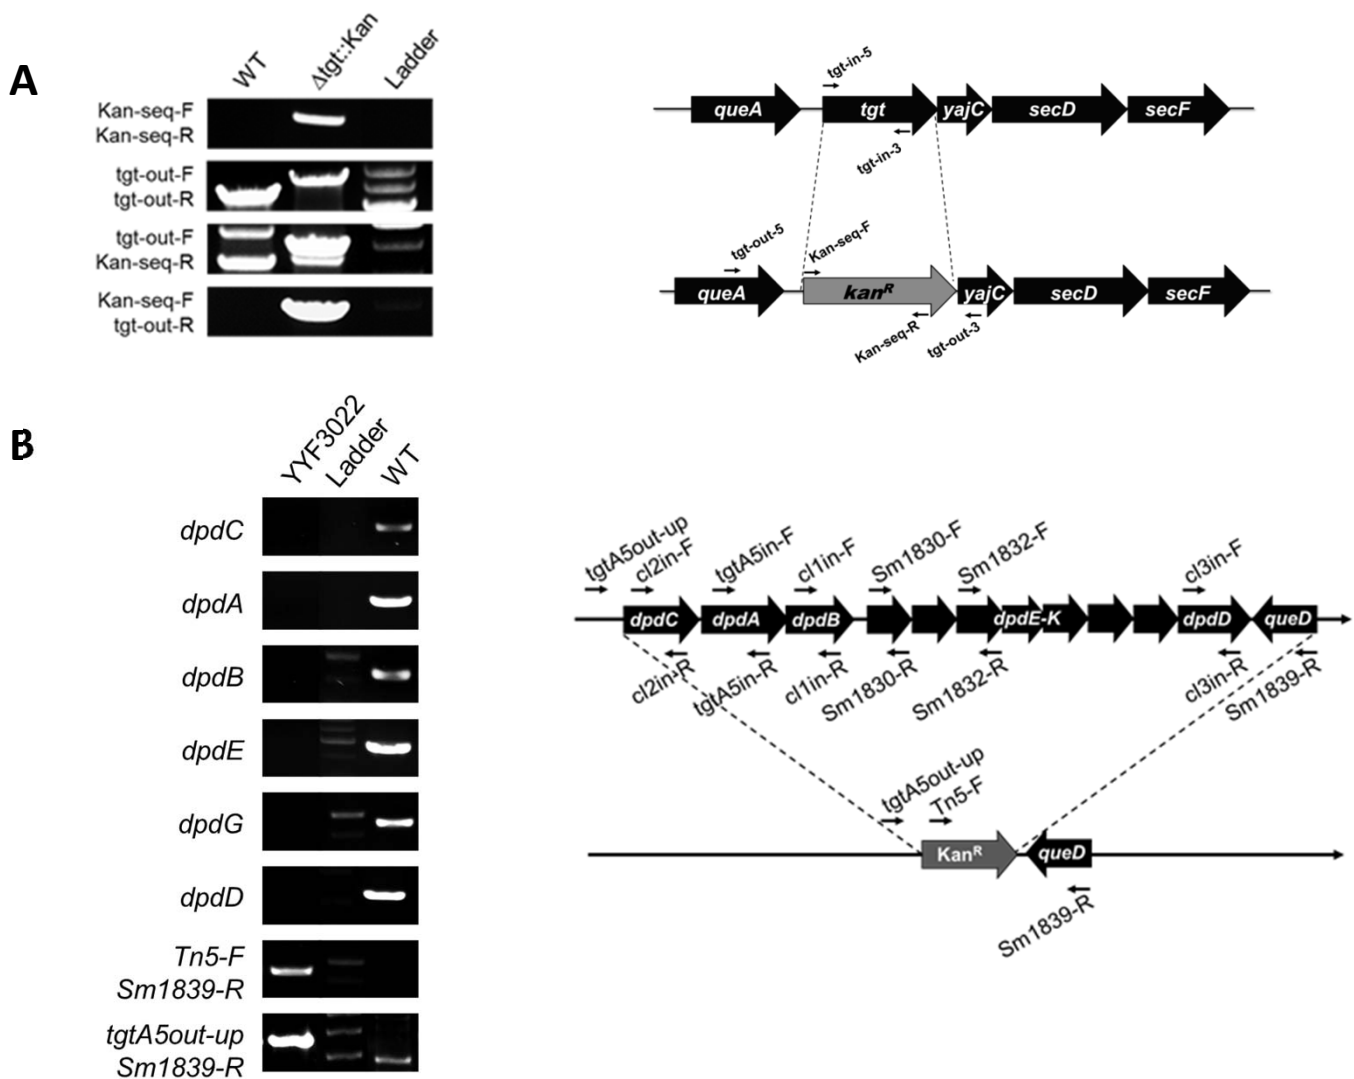 A
WT
Δtgt::Kan
Ladder
Kan-seq-F
Kan-seq-R
tgt-out-F
tgt-out-R
tgt-out-F
Kan-seq-R
Kan-seq-F
tgt-out-R
tgt-in-5
queA
tgt
yajC
secD
secF
tgt-in-3
tgt-out-5
Kan-seq-F
queA
kanR
yajC
secD
secF
Kan-seq-R
tgt-out-3
B
YYF3022
Ladder
WT
dpdC
dpdA
dpdB
dpdE
dpdG
dpdD
Tn5-F
Sm1839-R
tgtA5out-up
Sm1839-R
tgtA5out-up
cl2in-F
tgtA5in-F
cl1in-F
Sm1830-F
Sm1832-F
cl3in-F
dpdC
dpdA
dpdB
dpdE-K
dpdD
queD
cl2in-R
tgtA5in-R
cl1in-R
Sm1830-R
Sm1832-R
cl3in-R
Sm1839-R
tgtA5out-up
Tn5-F
KanR
queD
Sm1839-R